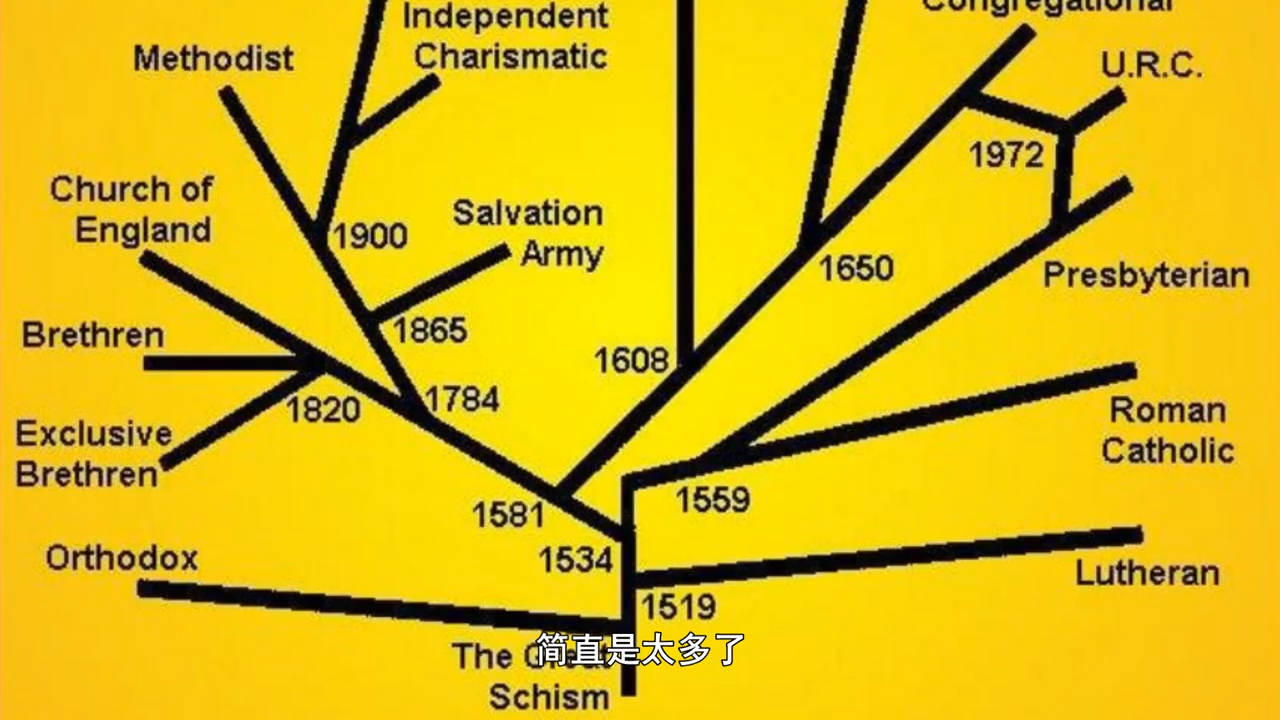 Independent
Charismatic
Congregational
Methodist
U.R.C.
1972
Church of
England
Salvation
Army
1900
1650
Presbyterian
Brethren
1865
1608
1820
1784
Roman
Catholic
Exclusive
Brethren
1581
1559
Orthodox
1534
Lutheran
1519
The Great
Schism
简直是太多了